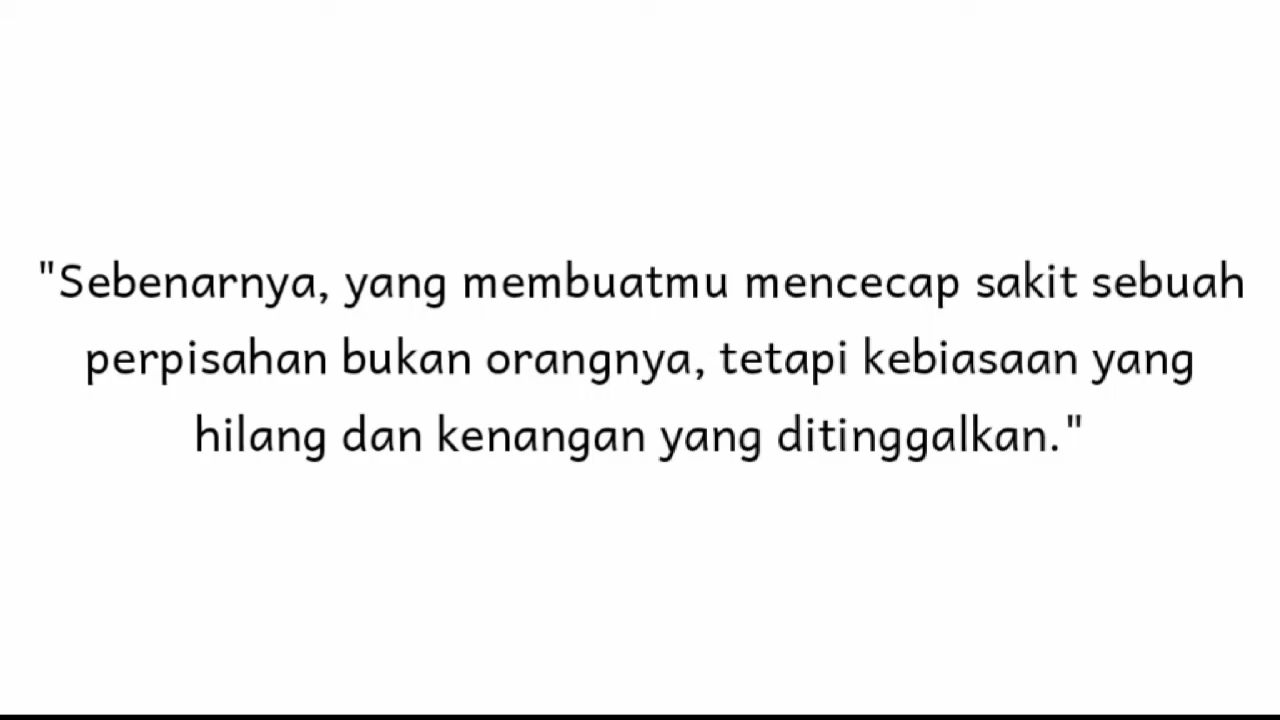 "Sebenarnya, yang membuatmu mencecap sakit sebuah
perpisahan bukan orangnya, tetapi kebiasaan yang
hilang dan kenangan yang ditinggalkan."